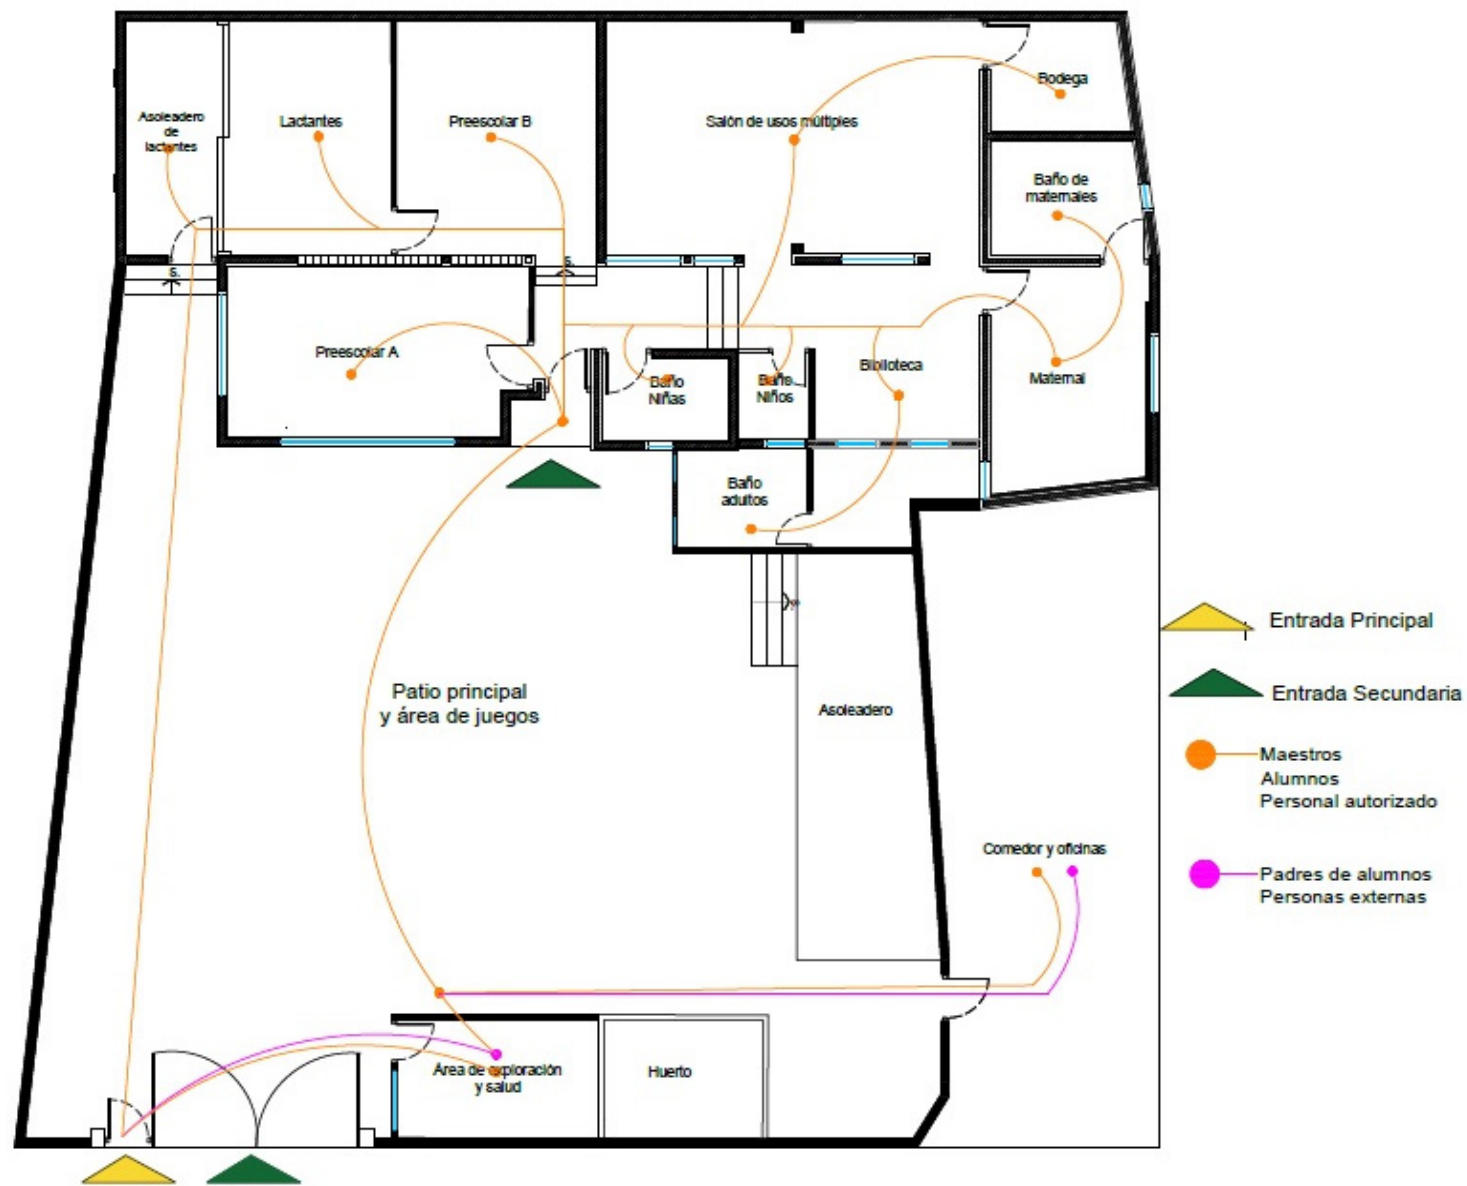 Asoleadero
de
lactantes
Lactantes
Preescolar B
Salón de usos múltiples
Bodega
Baño de
maternales
S.
S.
Preescolar A
Baño
Niñas
Baño
Niños
Biblioteca
Maternal
Baño
adultos
Patio principal
y área de juegos
Asoleadero
Comedor y oficinas
Área de exploración
y salud
Huerto
Entrada Principal
Entrada Secundaria
Maestros
Alumnos
Personal autorizado
Padres de alumnos
Personas externas